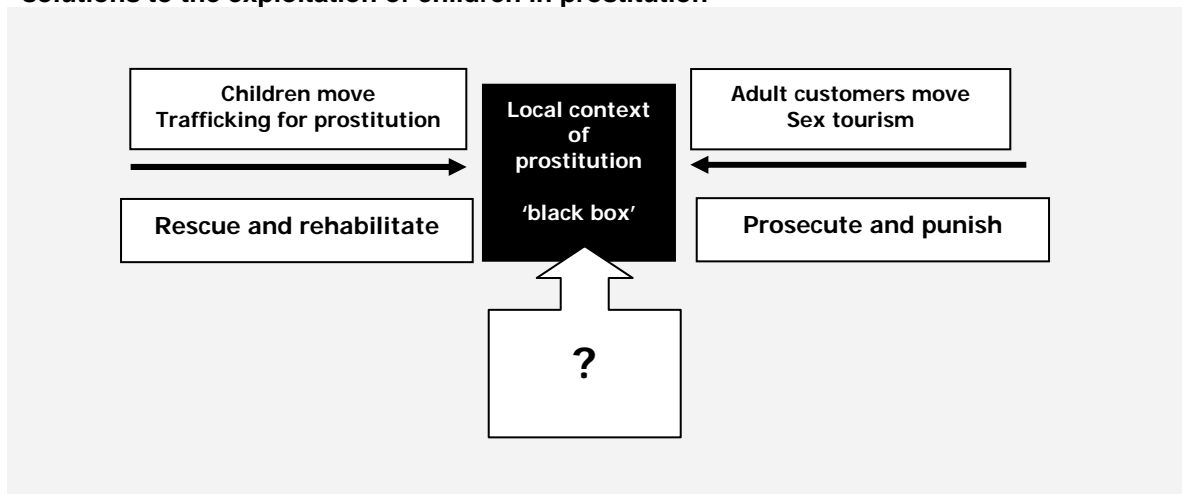 solutions to the exploitation of children in prostitution
Children move
Trafficking for prostitution
Rescue and rehabilitate
Local context
of
prostitution
‘black box’
Adult customers move
Sex tourism
Prosecute and punish
?